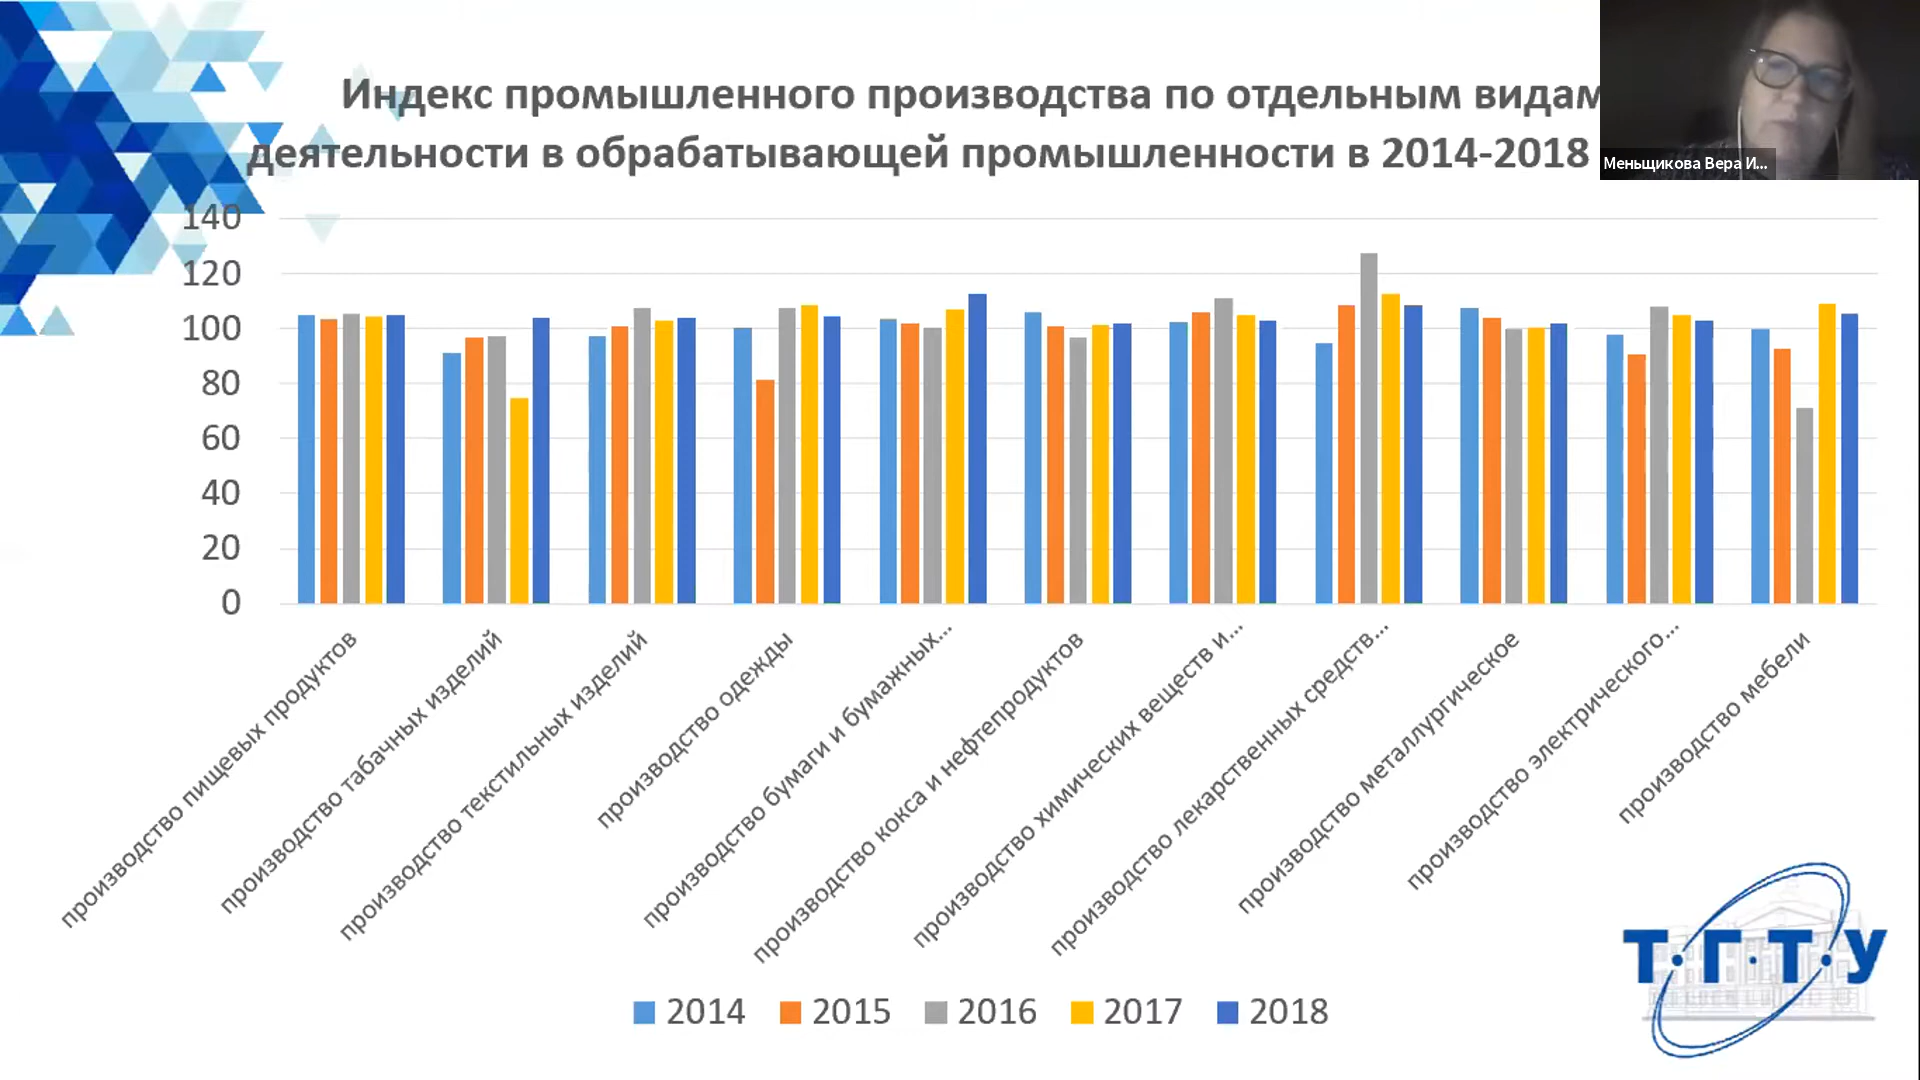 Индекс промышленного производства по отдельным видам
деятельности в обрабатывающей промышленности в 2014-2018
Меньщикова Вера И...
140
120
100
80
60
40
20
0
производство пищевых продуктов
производство табачных изделий
производство текстильных изделий
производство одежды
производство бумаги и бумажных...
производство кокса и нефтепродуктов
производство химических веществ и...
производство лекарственных средств...
производство металлургическое
производство электрического...
производство мебели
2014 2015 2016 2017 2018
Т·Г·Т·У